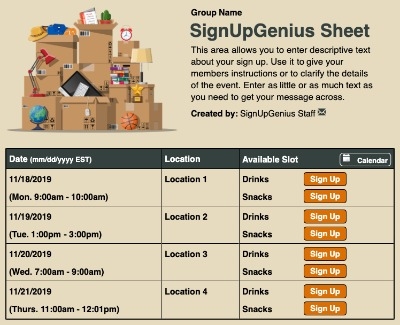 Group Name
SignUpGenius Sheet
This area allows you to enter descriptive text
about your sign up. Use it to give your
members instructions or to clarify the details
of the event. Enter as little or as much text as
you need to get your message across.
Created by: SignUpGenius Staff
Date (mm/dd/yyyy EST) Location Available Slot Calendar
11/18/2019 Location 1 Drinks Sign Up
(Mon. 9:00am - 10:00am) Snacks Sign Up
11/19/2019 Location 2 Drinks Sign Up
(Tue. 1:00pm - 3:00pm) Snacks Sign Up
11/20/2019 Location 3 Drinks Sign Up
(Wed. 7:00am - 9:00am) Snacks Sign Up
11/21/2019 Location 4 Drinks Sign Up
(Thurs. 11:00am - 12:01pm) Snacks Sign Up